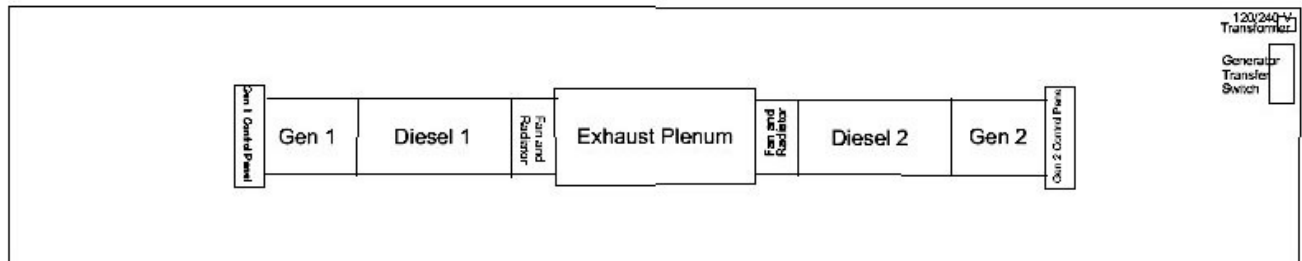 120/240 V
Transformer
Generator
Transfer
Switch
Gen 1 Control Panel
Gen 1
Diesel 1
Fan and
Radiator
Exhaust Plenum
Fan and
Radiator
Diesel 2
Gen 2
Gen 2 Control Pane